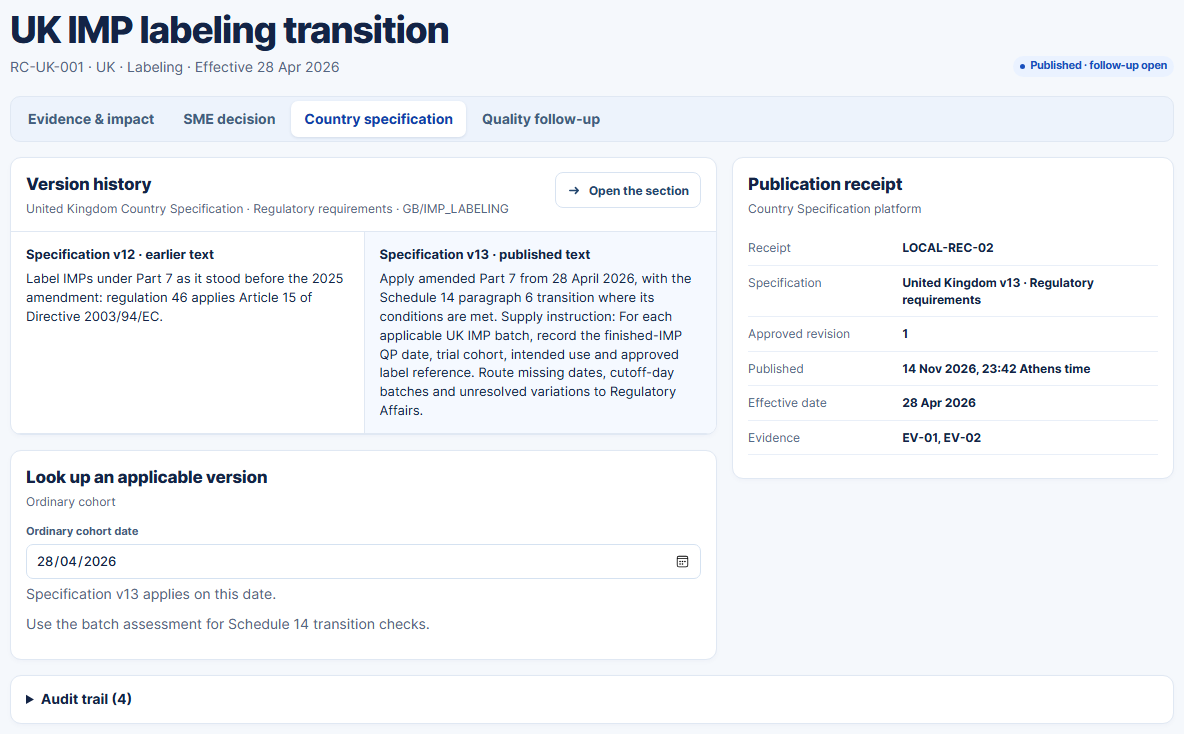 UK IMP labeling transition
RC-UK-001 · UK · Labeling · Effective 28 Apr 2026
Published · follow-up open
Evidence & impact
SME decision
Country specification
Quality follow-up
Version history
United Kingdom Country Specification · Regulatory requirements · GB/IMP_LABELING
→ Open the section
Specification v12 · earlier text
Label IMPs under Part 7 as it stood before the 2025
amendment: regulation 46 applies Article 15 of
Directive 2003/94/EC.
Specification v13 · published text
Apply amended Part 7 from 28 April 2026, with the
Schedule 14 paragraph 6 transition where its
conditions are met. Supply instruction: For each
applicable UK IMP batch, record the finished-IMP
QP date, trial cohort, intended use and approved
label reference. Route missing dates, cutoff-day
batches and unresolved variations to Regulatory
Affairs.
Look up an applicable version
Ordinary cohort
Ordinary cohort date
28/04/2026
Specification v13 applies on this date.
Use the batch assessment for Schedule 14 transition checks.
Publication receipt
Country Specification platform
Receipt LOCAL-REC-02
Specification United Kingdom v13 · Regulatory
requirements
Approved revision 1
Published 14 Nov 2026, 23:42 Athens time
Effective date 28 Apr 2026
Evidence EV-01, EV-02
Audit trail (4)